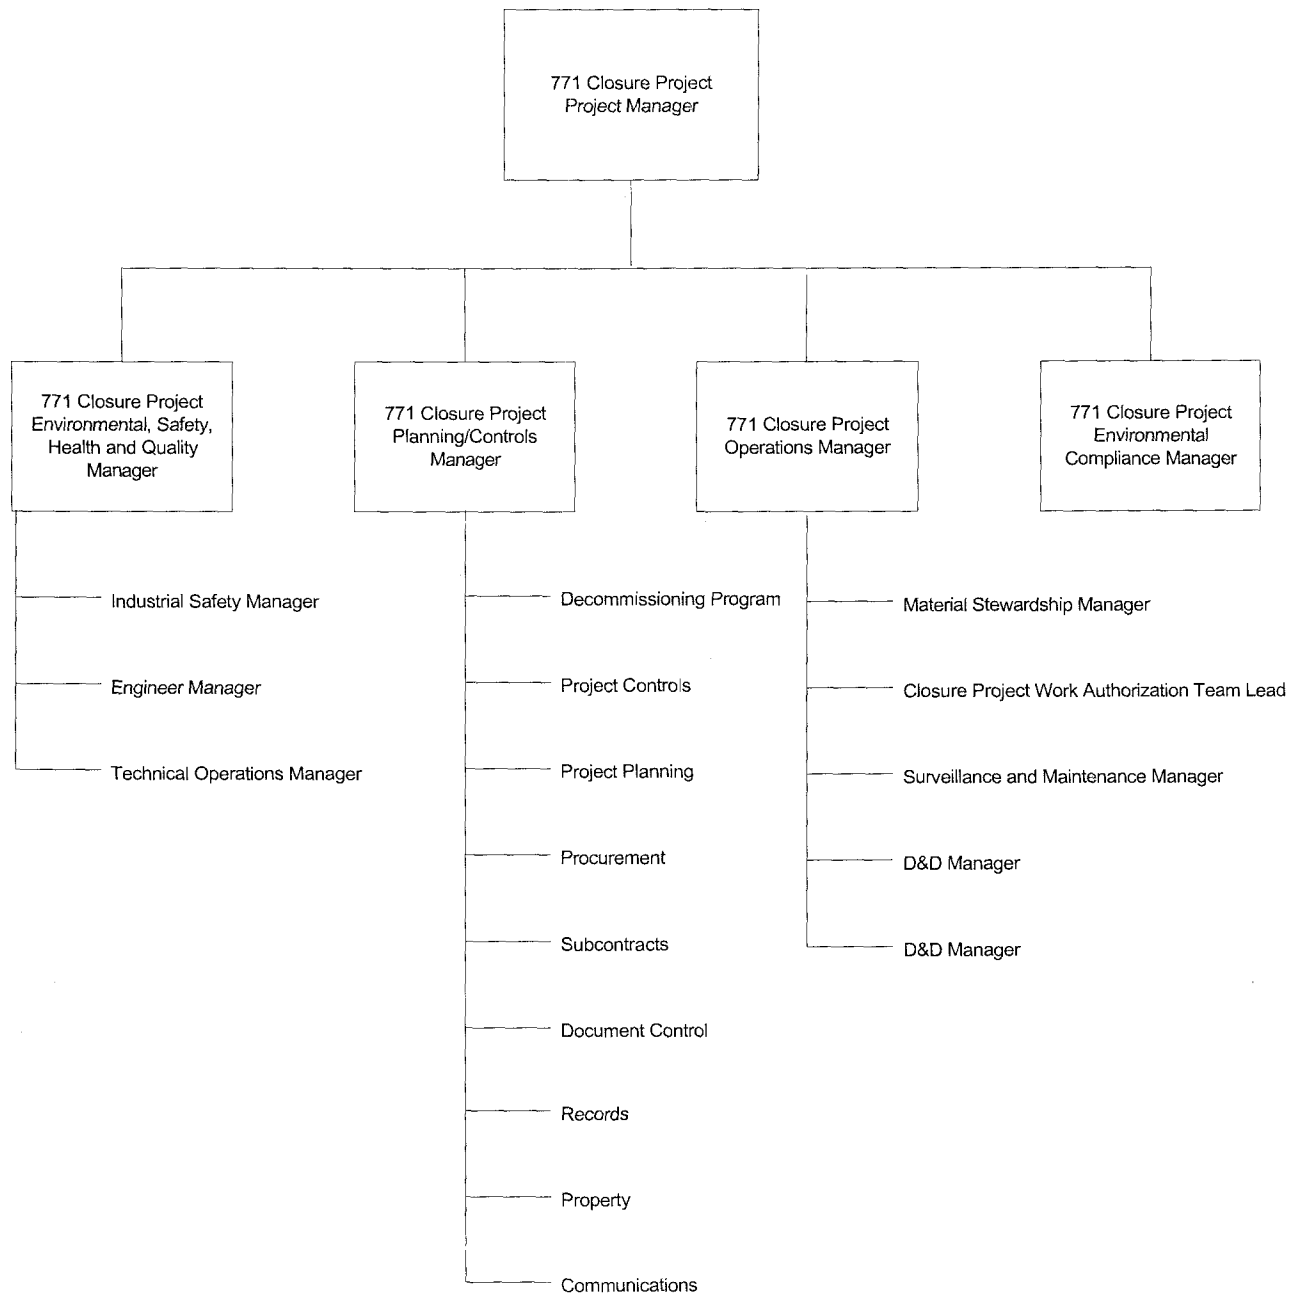 771 Closure Project
Project Manager
771 Closure Project
Environmental, Safety,
Health and Quality
Manager
771 Closure Project
Planning/Controls
Manager
771 Closure Project
Operations Manager
771 Closure Project
Environmental
Compliance Manager
Industrial Safety Manager
Engineer Manager
Technical Operations Manager
Decommissioning Program
Project Controls
Project Planning
Procurement
Subcontracts
Document Control
Records
Property
Communications
Material Stewardship Manager
Closure Project Work Authorization Team Lead
Surveillance and Maintenance Manager
D&D Manager
D&D Manager